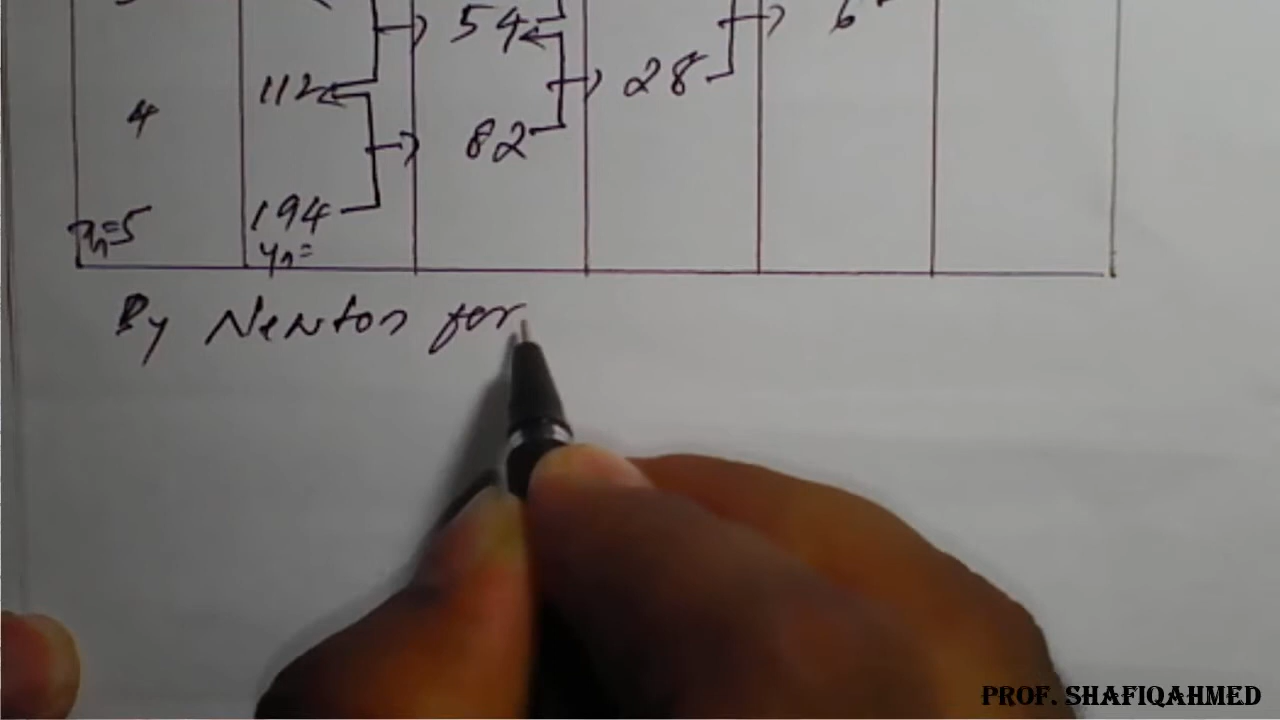 54
6
112
28
4
82
194
xn=5
yn=
By Newton for
PROF. SHAFIQAHMED